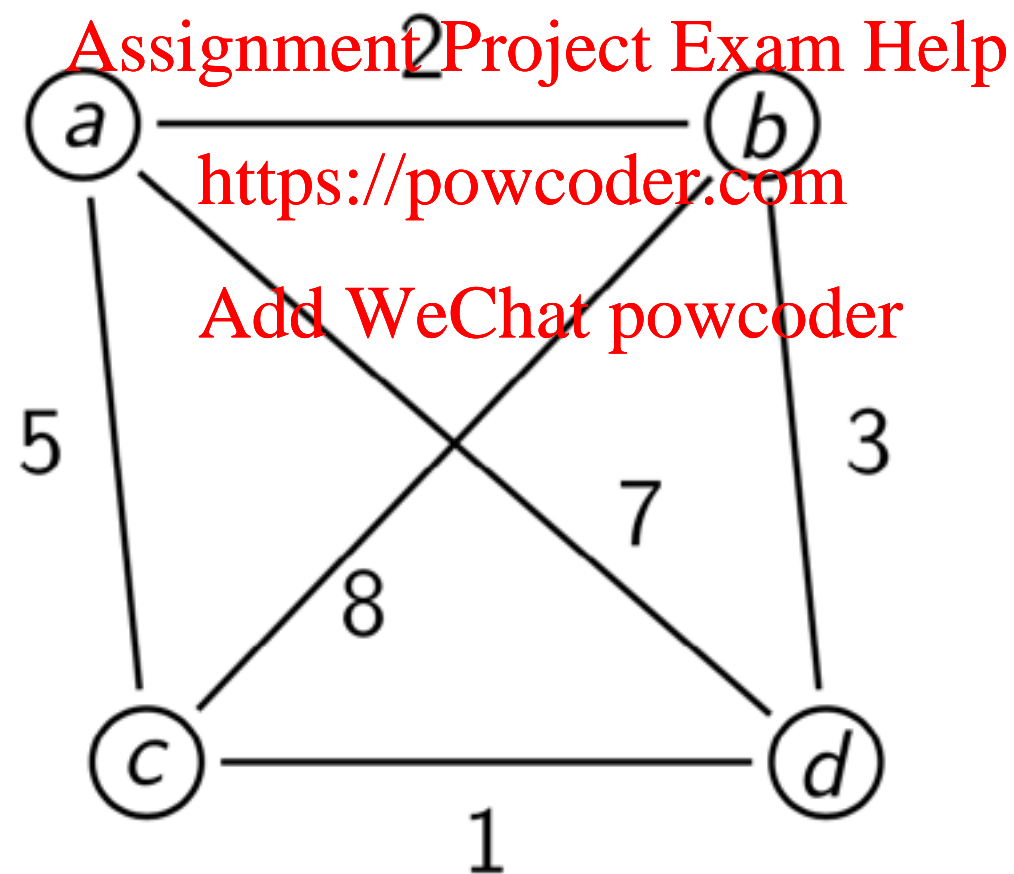 Assignment Project Exam Help
2
a
b
https://powcoder.com
Add WeChat powcoder
5
3
7
8
c
d
1